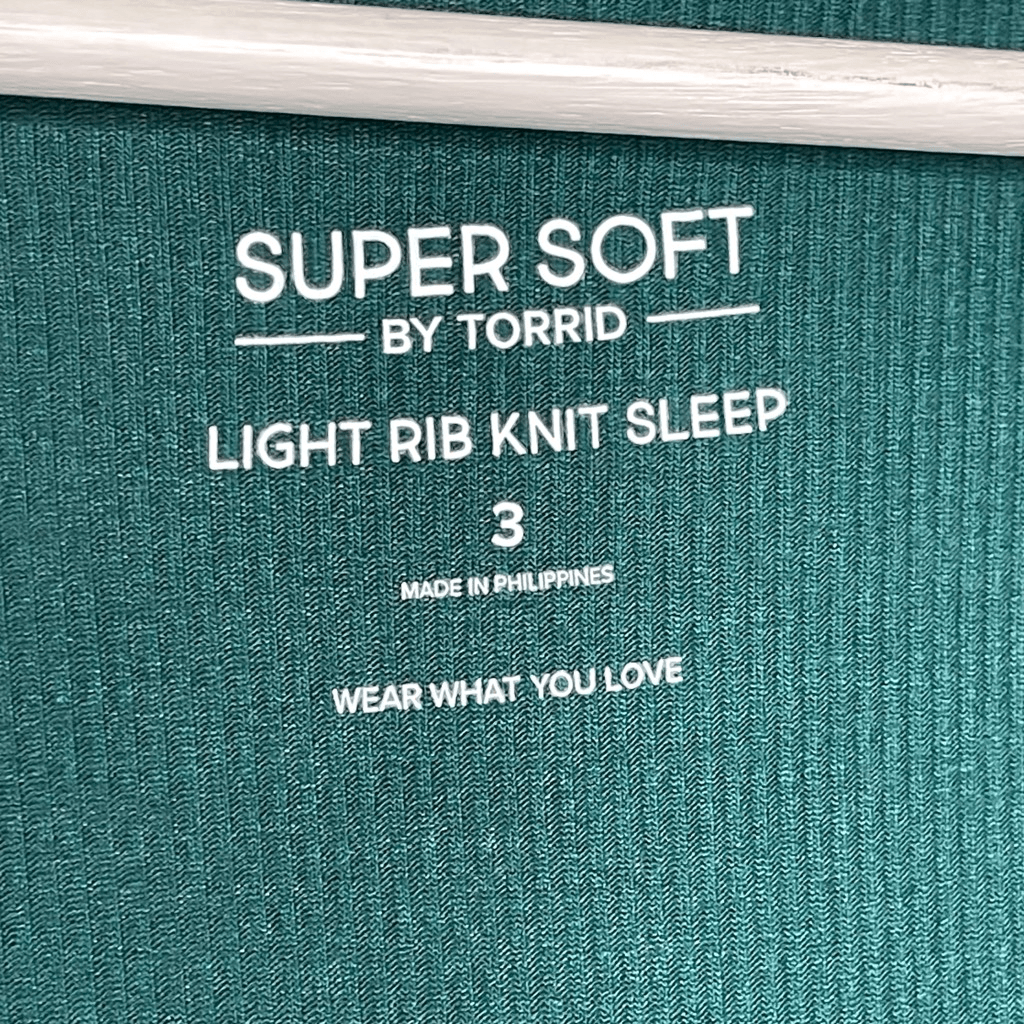 SUPER SOFT
BY TORRID
LIGHT RIB KNIT SLEEP
3
MADE IN PHILIPPINES
WEAR WHAT YOU LOVE